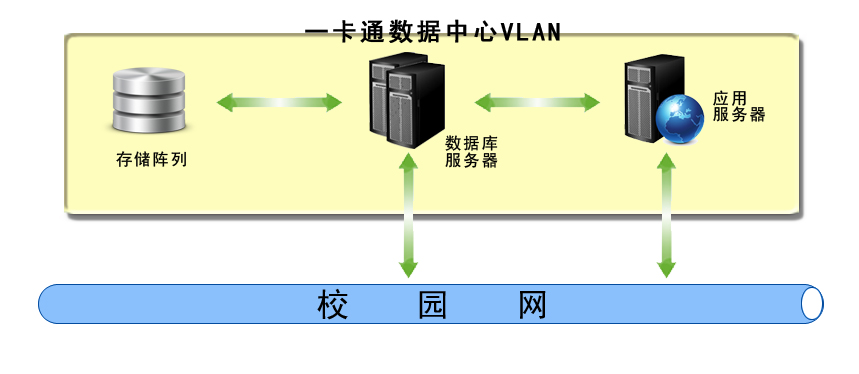 一卡通数据中心VLAN
存储阵列
数据库
服务器
应用
服务器
校 园 网